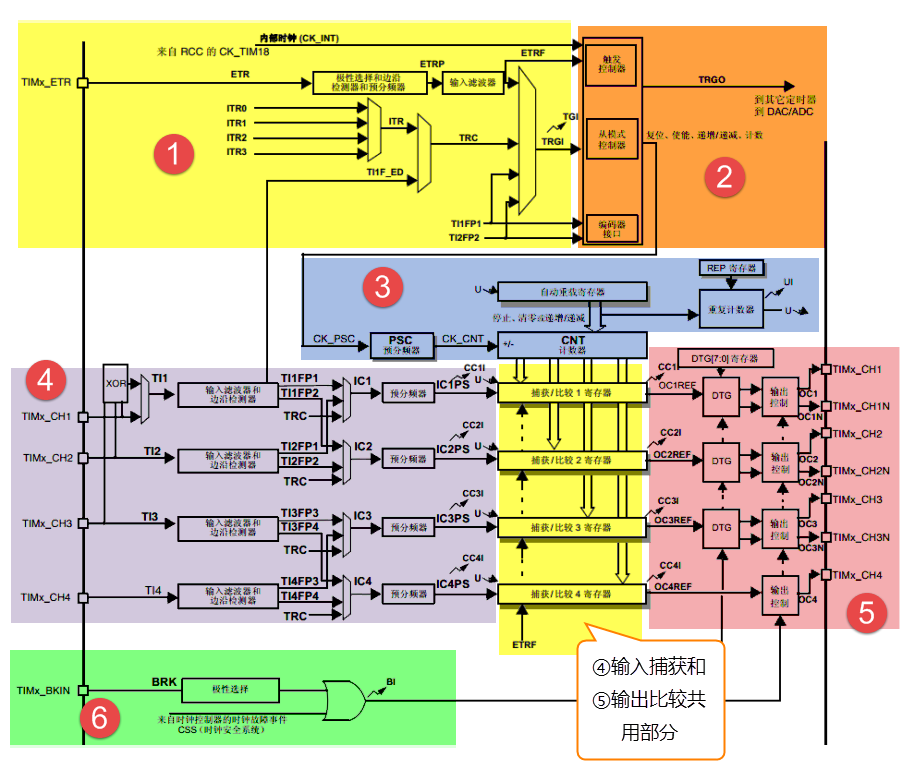 内部时钟 (CK_INT)
来自 RCC 的 CK_TIM18
ETRF
TIMx_ETR
ETR
极性选择和边沿
检测器和预分频器
ETRP
输入滤波器
触发
控制器
TRGO
到其它定时器
到 DAC/ADC
ITR0
ITR1
ITR2
ITR3
ITR
TRC
TI1F_ED
TGI
TRGI
从模式
控制器
复位、使能、递增/递减、计数
1
2
TI1FP1
TI2FP2
编码器
接口
3
REP 寄存器
U
自动重载寄存器
UI
重复计数器
U
停止、清零或递增/递减
CK_PSC
PSC
预分频器
CK_CNT
+/-
CNT
计数器
DTG[7:0]寄存器
4
XOR
TI1
输入滤波器和
边沿检测器
TI1FP1
TI1FP2
TRC
IC1
预分频器
CC1I
U
IC1PS
捕获/比较 1 寄存器
CC1I
OC1REF
DTG
输出
控制
OC1
OC1N
TIMx_CH1
TIMx_CH1N
TIMx_CH1
TIMx_CH2
TI2
输入滤波器和
边沿检测器
TI2FP1
TI2FP2
TRC
IC2
预分频器
CC2I
U
IC2PS
捕获/比较 2 寄存器
CC2I
OC2REF
DTG
输出
控制
OC2
OC2N
TIMx_CH2
TIMx_CH2N
TIMx_CH3
TI3
输入滤波器和
边沿检测器
TI3FP3
TI3FP4
TRC
IC3
预分频器
CC3I
U
IC3PS
捕获/比较 3 寄存器
CC3I
OC3REF
DTG
输出
控制
OC3
OC3N
TIMx_CH3
TIMx_CH3N
TIMx_CH4
TI4
输入滤波器和
边沿检测器
TI4FP3
TI4FP4
TRC
IC4
预分频器
CC4I
U
IC4PS
捕获/比较 4 寄存器
CC4I
OC4REF
输出
控制
OC4
TIMx_CH4
5
ETRF
④输入捕获和
⑤输出比较共
用部分
TIMx_BKIN
BRK
极性选择
BI
6
来自时钟控制器的时钟故障事件
CSS（时钟安全系统）